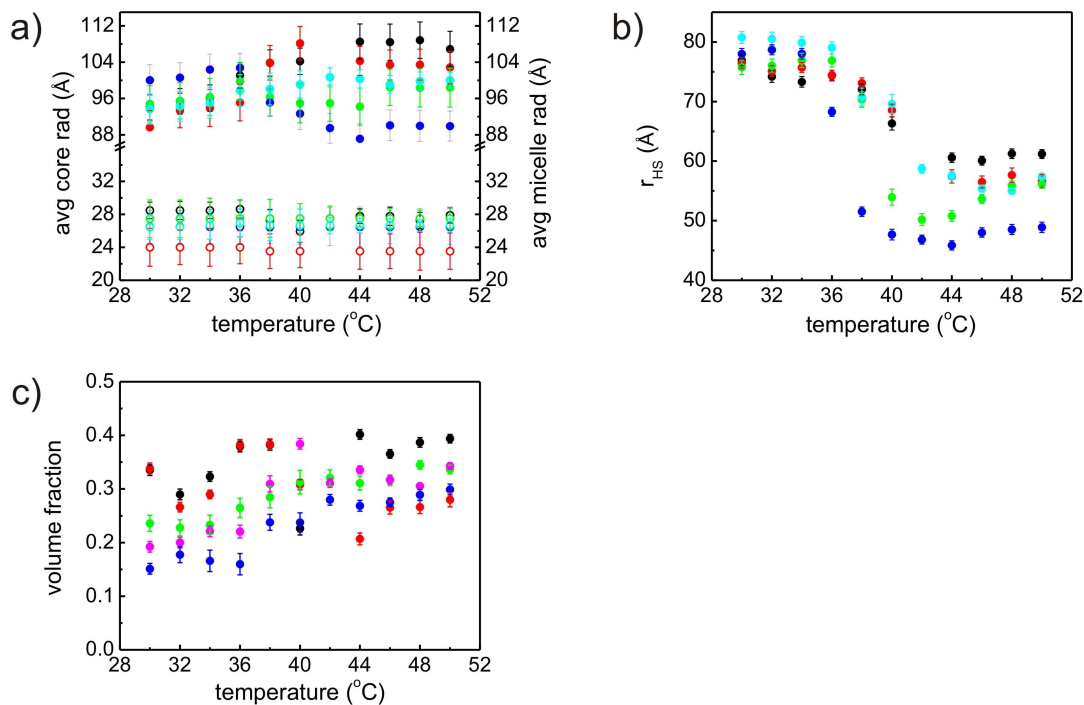 a)
112
104
96
88
28
24
20
avg core rad (Å)
112
104
96
88
28
24
20
avg micelle rad (Å)
28 32 36 40 44 48 52
temperature (°C)
b)
80
70
60
50
40
r_HS (Å)
28 32 36 40 44 48 52
temperature (°C)
c)
0.5
0.4
0.3
0.2
0.1
0.0
volume fraction
28 32 36 40 44 48 52
temperature (°C)